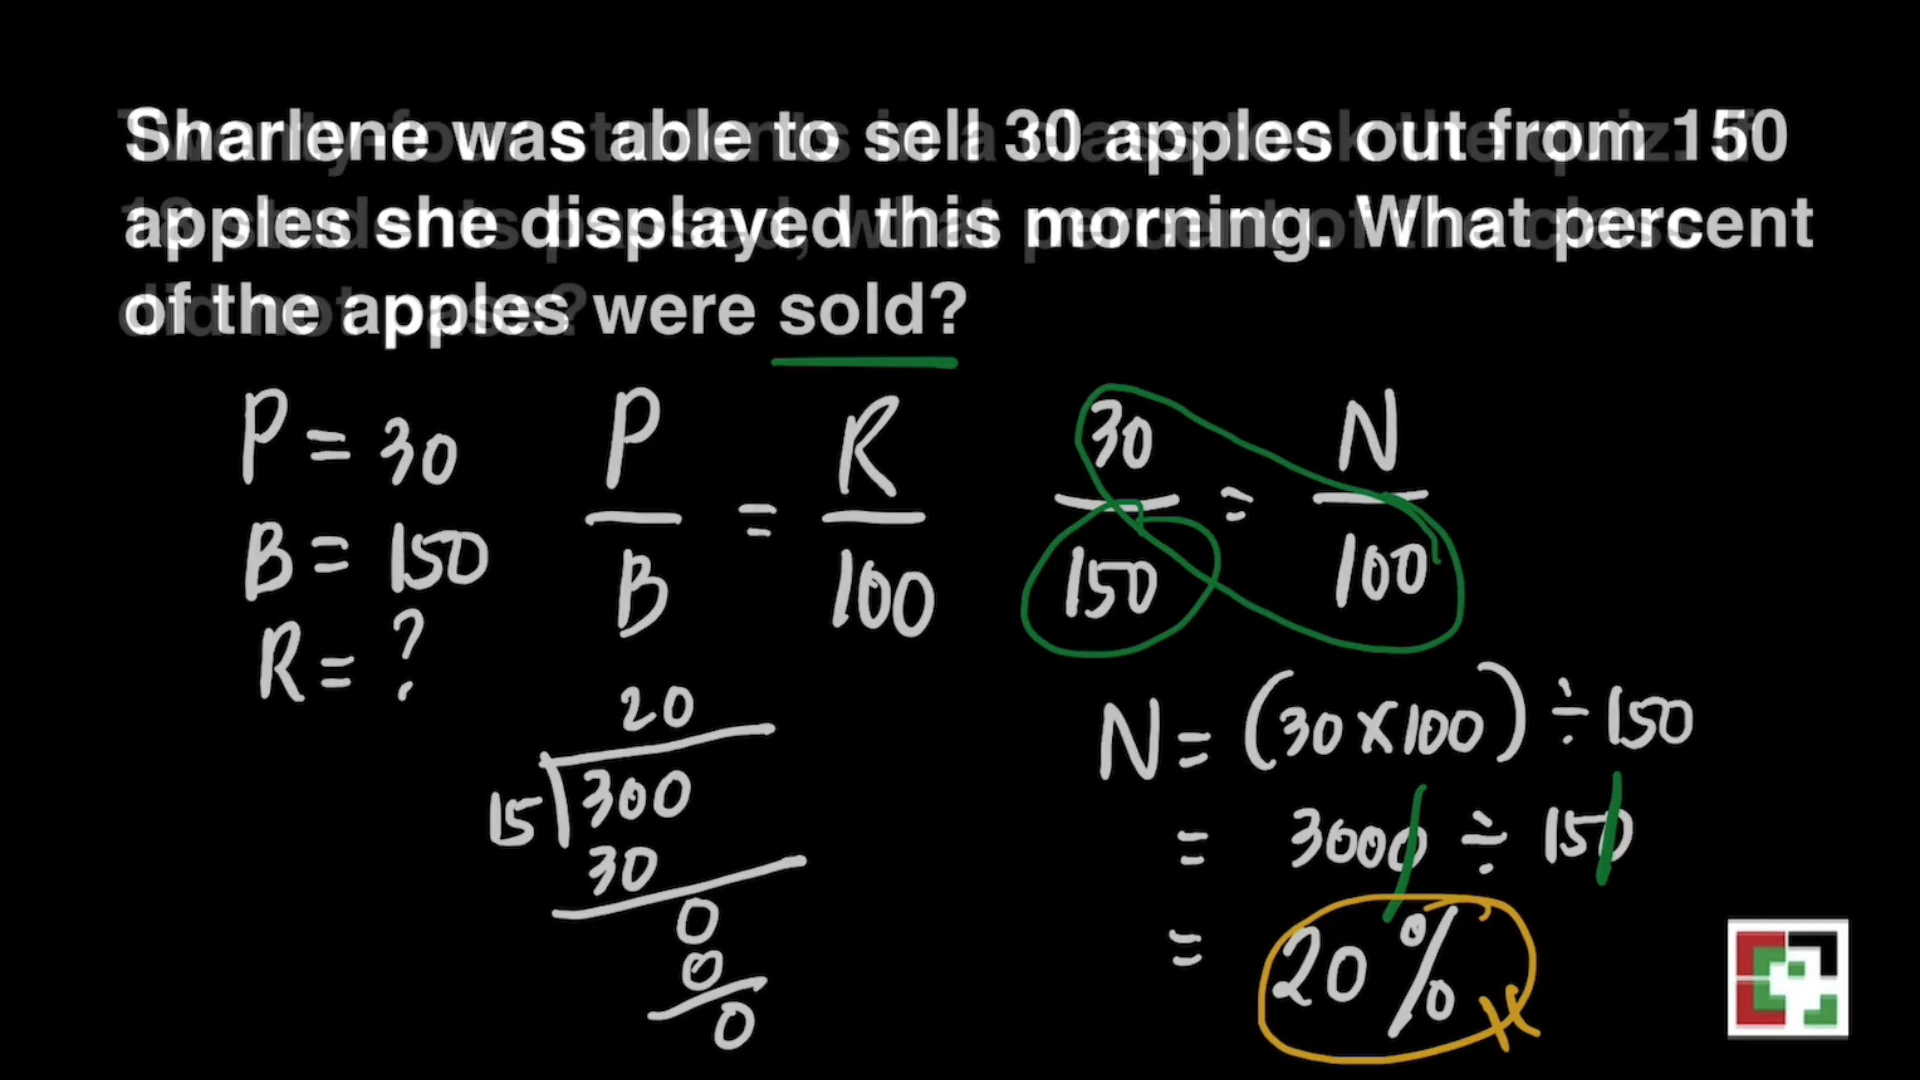 Sharlene was able to sell 30 apples out from 150
apples she displayed this morning. What percent
of the apples were sold?
P = 30
B = 150
R = ?
P/B = R/100
30/150 = N/100
20
15)300
30
0
0
0
N = (30 x 100) ÷ 150
= 3000 ÷ 150
= 20%